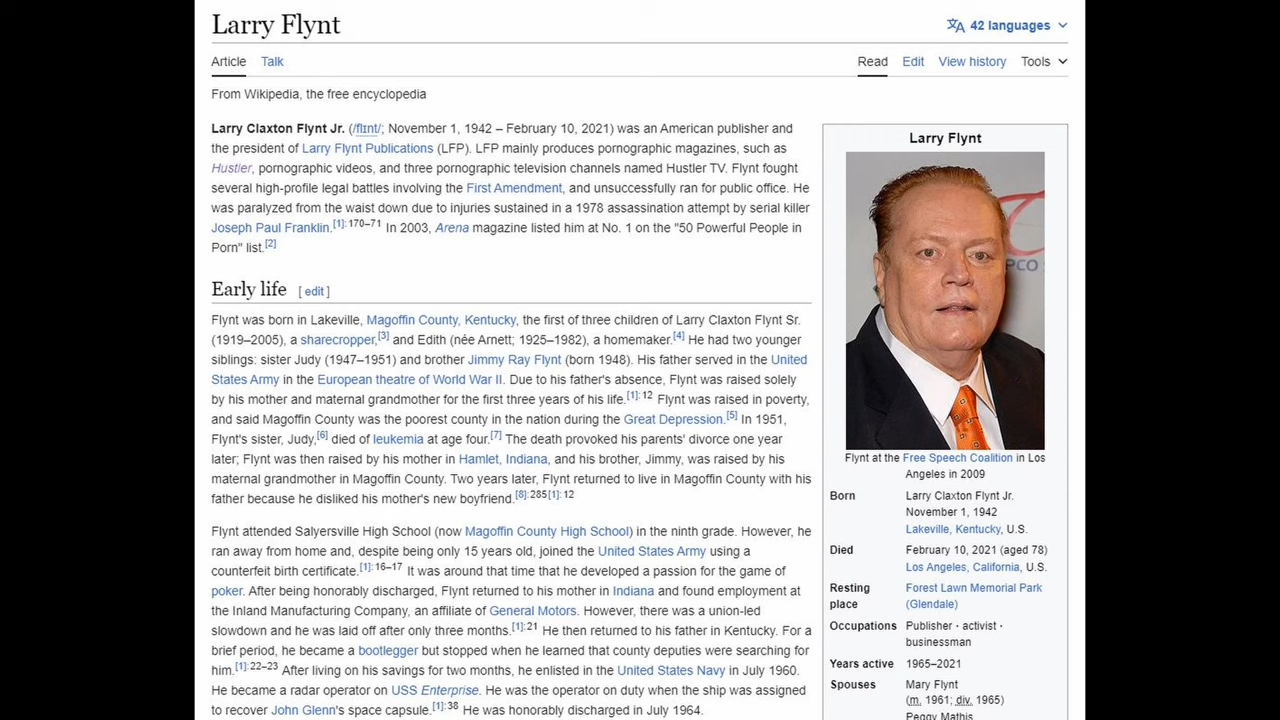 Larry Flynt
42 languages
Article Talk
Read Edit View history Tools
From Wikipedia, the free encyclopedia
Larry Claxton Flynt Jr. (/flɪnt/; November 1, 1942 – February 10, 2021) was an American publisher and
the president of Larry Flynt Publications (LFP). LFP mainly produces pornographic magazines, such as
Hustler, pornographic videos, and three pornographic television channels named Hustler TV. Flynt fought
several high-profile legal battles involving the First Amendment, and unsuccessfully ran for public office. He
was paralyzed from the waist down due to injuries sustained in a 1978 assassination attempt by serial killer
Joseph Paul Franklin.[1]:170–71 In 2003, Arena magazine listed him at No. 1 on the "50 Powerful People in
Porn" list.[2]
Early life [ edit ]
Flynt was born in Lakeville, Magoffin County, Kentucky, the first of three children of Larry Claxton Flynt Sr.
(1919–2005), a sharecropper,[3] and Edith (née Arnett; 1925–1982), a homemaker.[4] He had two younger
siblings: sister Judy (1947–1951) and brother Jimmy Ray Flynt (born 1948). His father served in the United
States Army in the European theatre of World War II. Due to his father's absence, Flynt was raised solely
by his mother and maternal grandmother for the first three years of his life.[1]:12 Flynt was raised in poverty,
and said Magoffin County was the poorest county in the nation during the Great Depression.[5] In 1951,
Flynt's sister, Judy,[6] died of leukemia at age four.[7] The death provoked his parents' divorce one year
later; Flynt was then raised by his mother in Hamlet, Indiana, and his brother, Jimmy, was raised by his
maternal grandmother in Magoffin County. Two years later, Flynt returned to live in Magoffin County with his
father because he disliked his mother's new boyfriend.[8]:285[1]:12
Flynt attended Salyersville High School (now Magoffin County High School) in the ninth grade. However, he
ran away from home and, despite being only 15 years old, joined the United States Army using a
counterfeit birth certificate.[1]:16–17 It was around that time that he developed a passion for the game of
poker. After being honorably discharged, Flynt returned to his mother in Indiana and found employment at
the Inland Manufacturing Company, an affiliate of General Motors. However, there was a union-led
slowdown and he was laid off after only three months.[1]:21 He then returned to his father in Kentucky. For a
brief period, he became a bootlegger but stopped when he learned that county deputies were searching for
him.[1]:22–23 After living on his savings for two months, he enlisted in the United States Navy in July 1960.
He became a radar operator on USS Enterprise. He was the operator on duty when the ship was assigned
to recover John Glenn's space capsule.[1]:38 He was honorably discharged in July 1964.
Larry Flynt
PCO
Flynt at the Free Speech Coalition in Los
Angeles in 2009
Born Larry Claxton Flynt Jr.
November 1, 1942
Lakeville, Kentucky, U.S.
Died February 10, 2021 (aged 78)
Los Angeles, California, U.S.
Resting Forest Lawn Memorial Park
place (Glendale)
Occupations Publisher · activist ·
businessman
Years active 1965–2021
Spouses Mary Flynt
(m. 1961; div. 1965)
Peggy Mathis